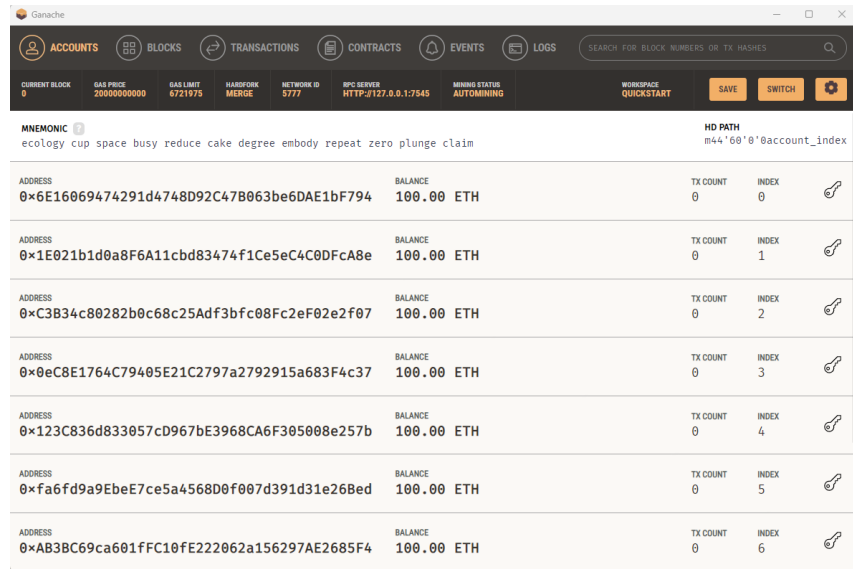 Ganache
ACCOUNTS BLOCKS TRANSACTIONS CONTRACTS EVENTS LOGS SEARCH FOR BLOCK NUMBERS OR TX HASHES
CURRENT BLOCK GAS PRICE GAS LIMIT HARDFORK NETWORK ID RPC SERVER MINING STATUS WORKSPACE
0 20000000000 6721975 MERGE 5777 HTTP://127.0.0.1:7545 AUTOMINING QUICKSTART SAVE SWITCH
MNEMONIC ? HD PATH
ecology cup space busy reduce cake degree embody repeat zero plunge claim m44'60'0'0account_index
ADDRESS BALANCE TX COUNT INDEX
0×6E16069474291d4748D92C47B063be6DAE1bF794 100.00 ETH 0 0
ADDRESS BALANCE TX COUNT INDEX
0×1E021b1d0a8F6A11cbd83474f1Ce5eC4C0DFcA8e 100.00 ETH 0 1
ADDRESS BALANCE TX COUNT INDEX
0×C3B34c80282b0c68c25Adf3bfc08Fc2eF02e2f07 100.00 ETH 0 2
ADDRESS BALANCE TX COUNT INDEX
0×0eC8E1764C79405E21C2797a2792915a683F4c37 100.00 ETH 0 3
ADDRESS BALANCE TX COUNT INDEX
0×123C836d833057cD967bE3968CA6F305008e257b 100.00 ETH 0 4
ADDRESS BALANCE TX COUNT INDEX
0×fa6fd9a9EbeE7ce5a4568D0f007d391d31e26Bed 100.00 ETH 0 5
ADDRESS BALANCE TX COUNT INDEX
0×AB3BC69ca601fFC10fE222062a156297AE2685F4 100.00 ETH 0 6